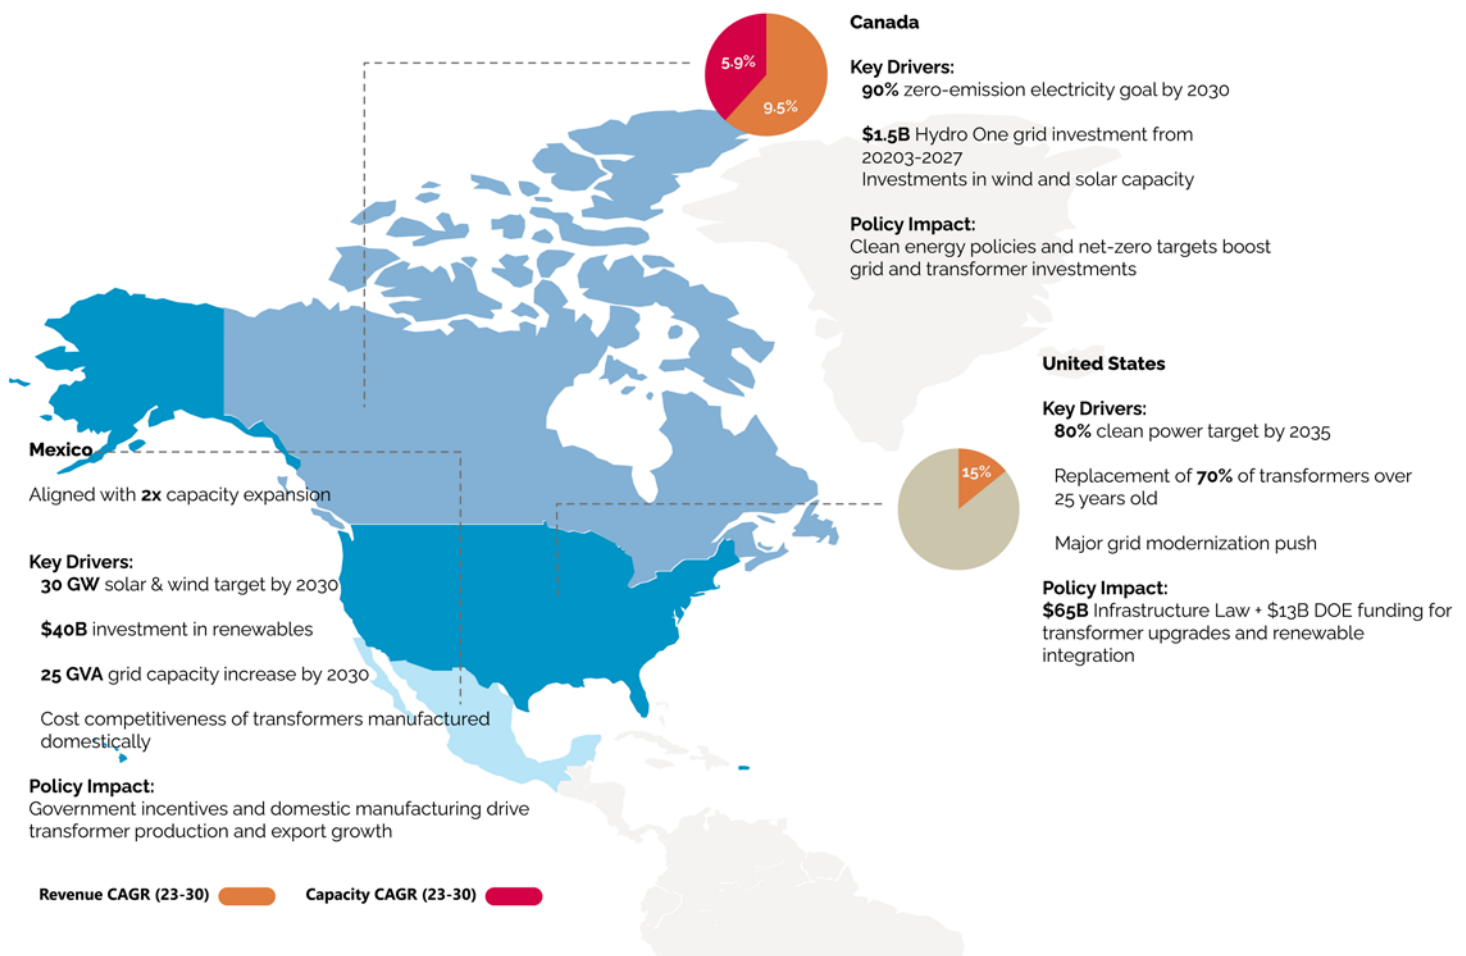 Canada
Key Drivers:
90% zero-emission electricity goal by 2030
$1.5B Hydro One grid investment from
20203-2027
Investments in wind and solar capacity
Policy Impact:
Clean energy policies and net-zero targets boost
grid and transformer investments
5.9%
9.5%
United States
Key Drivers:
80% clean power target by 2035
Replacement of 70% of transformers over
25 years old
Major grid modernization push
Policy Impact:
$65B Infrastructure Law + $13B DOE funding for
transformer upgrades and renewable
integration
15%
Mexico
Aligned with 2x capacity expansion
Key Drivers:
30 GW solar & wind target by 2030
$40B investment in renewables
25 GVA grid capacity increase by 2030
Cost competitiveness of transformers manufactured
domestically
Policy Impact:
Government incentives and domestic manufacturing drive
transformer production and export growth
Revenue CAGR (23-30)
Capacity CAGR (23-30)